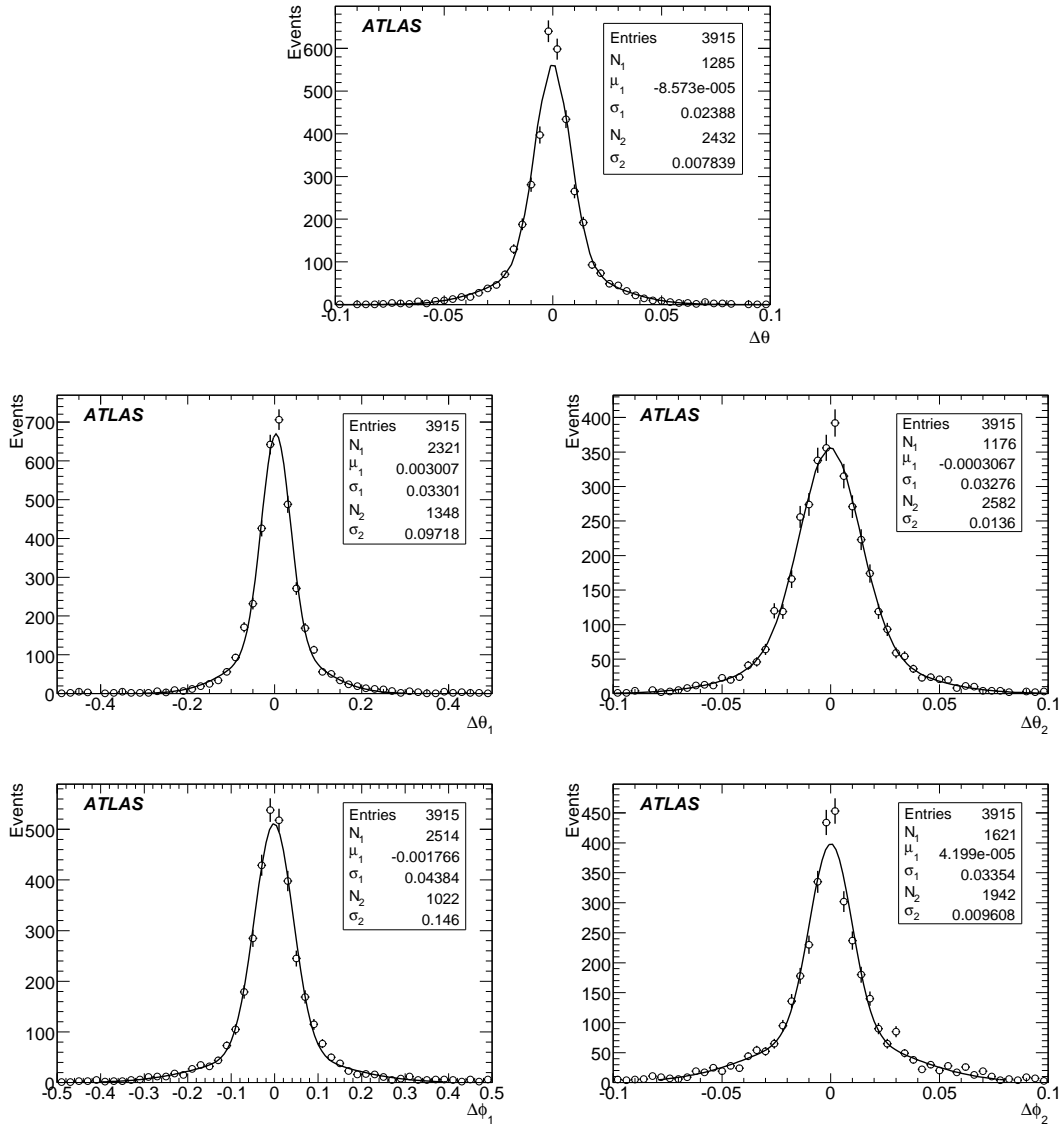 ATLAS
Events
Entries 3915
N1 1285
μ1 -8.573e-005
σ1 0.02388
N2 2432
σ2 0.007839
600
500
400
300
200
100
0
-0.1 -0.05 0 0.05 0.1
Δθ
ATLAS
Events
Entries 3915
N1 2321
μ1 0.003007
σ1 0.03301
N2 1348
σ2 0.09718
700
600
500
400
300
200
100
0
-0.4 -0.2 0 0.2 0.4
Δθ1
ATLAS
Events
Entries 3915
N1 1176
μ1 -0.0003067
σ1 0.03276
N2 2582
σ2 0.0136
400
350
300
250
200
150
100
50
0
-0.1 -0.05 0 0.05 0.1
Δθ2
ATLAS
Events
Entries 3915
N1 2514
μ1 -0.001766
σ1 0.04384
N2 1022
σ2 0.146
500
400
300
200
100
0
-0.5 -0.4 -0.3 -0.2 -0.1 0 0.1 0.2 0.3 0.4 0.5
Δϕ1
ATLAS
Events
Entries 3915
N1 1621
μ1 4.199e-005
σ1 0.03354
N2 1942
σ2 0.009608
450
400
350
300
250
200
150
100
50
0
-0.1 -0.05 0 0.05 0.1
Δϕ2